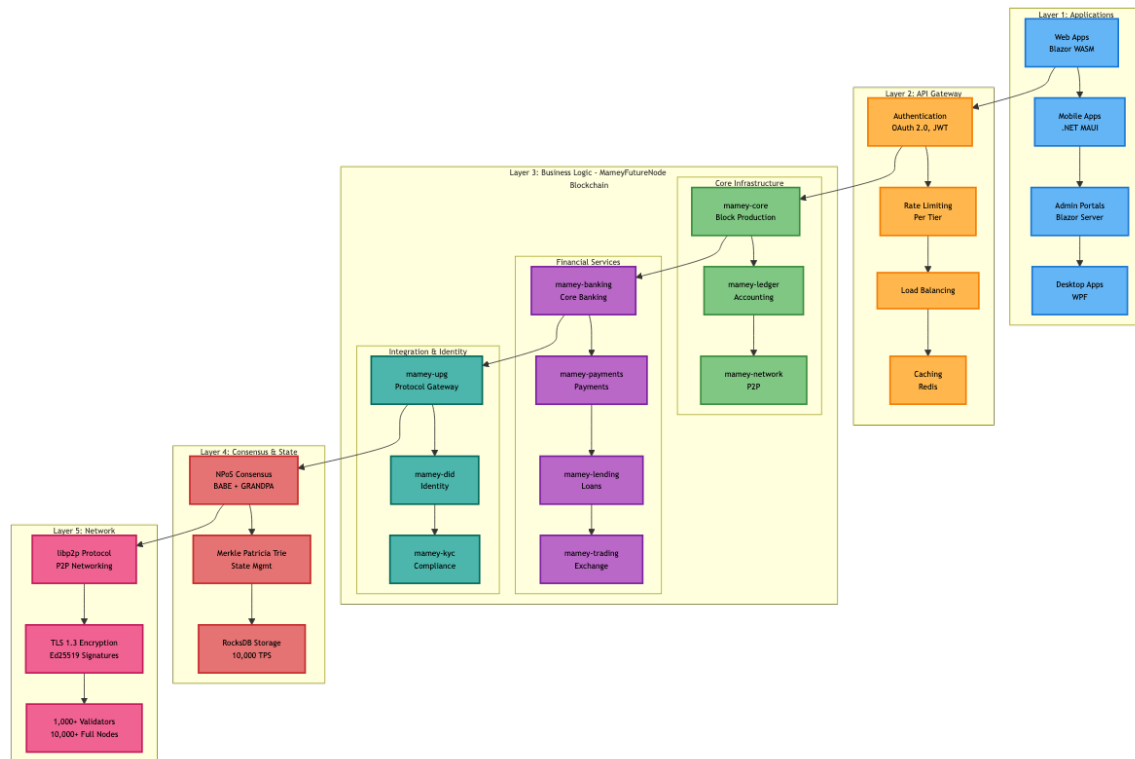 Layer 1: Applications
Web Apps
Blazor WASM
Mobile Apps
.NET MAUI
Admin Portals
Blazor Server
Desktop Apps
WPF
Layer 2: API Gateway
Authentication
OAuth 2.0, JWT
Rate Limiting
Per Tier
Load Balancing
Caching
Redis
Layer 3: Business Logic - MameyFutureNode
Blockchain
Core Infrastructure
mamey-core
Block Production
mamey-ledger
Accounting
mamey-network
P2P
Financial Services
mamey-banking
Core Banking
mamey-payments
Payments
mamey-lending
Loans
mamey-trading
Exchange
Integration & Identity
mamey-upg
Protocol Gateway
mamey-did
Identity
mamey-kyc
Compliance
Layer 4: Consensus & State
NPoS Consensus
BABE + GRANDPA
Merkle Patricia Trie
State Mgmt
RocksDB Storage
10,000 TPS
Layer 5: Network
libp2p Protocol
P2P Networking
TLS 1.3 Encryption
Ed25519 Signatures
1,000+ Validators
10,000+ Full Nodes